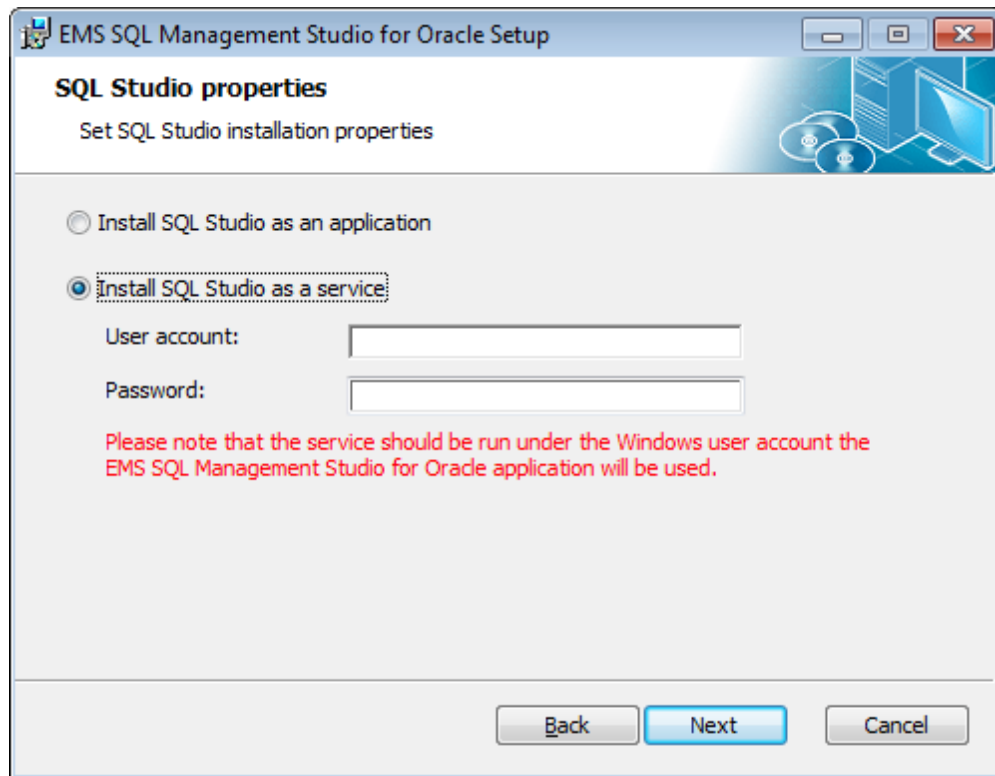 EMS SQL Management Studio for Oracle Setup
SQL Studio properties
Set SQL Studio installation properties
Install SQL Studio as an application
Install SQL Studio as a service
User account:
Password:
Please note that the service should be run under the Windows user account the
EMS SQL Management Studio for Oracle application will be used.
Back Next Cancel